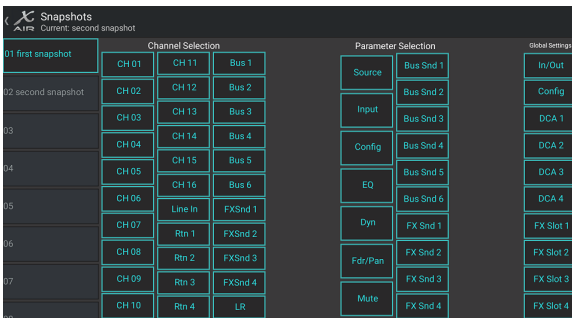 X AIR
Snapshots
Current: second snapshot
01 first snapshot
02 second snapshot
03
04
05
06
07
Channel Selection
CH 01
CH 02
CH 03
CH 04
CH 05
CH 06
CH 07
CH 08
CH 09
CH 10
CH 11
CH 12
CH 13
CH 14
CH 15
CH 16
Line In
Rtn 1
Rtn 2
Rtn 3
Rtn 4
Bus 1
Bus 2
Bus 3
Bus 4
Bus 5
Bus 6
FXSnd 1
FXSnd 2
FXSnd 3
FXSnd 4
LR
Parameter Selection
Source
Input
Config
EQ
Dyn
Fdr/Pan
Mute
Bus Snd 1
Bus Snd 2
Bus Snd 3
Bus Snd 4
Bus Snd 5
Bus Snd 6
FX Snd 1
FX Snd 2
FX Snd 3
FX Snd 4
Global Settings
In/Out
Config
DCA 1
DCA 2
DCA 3
DCA 4
FX Slot 1
FX Slot 2
FX Slot 3
FX Slot 4